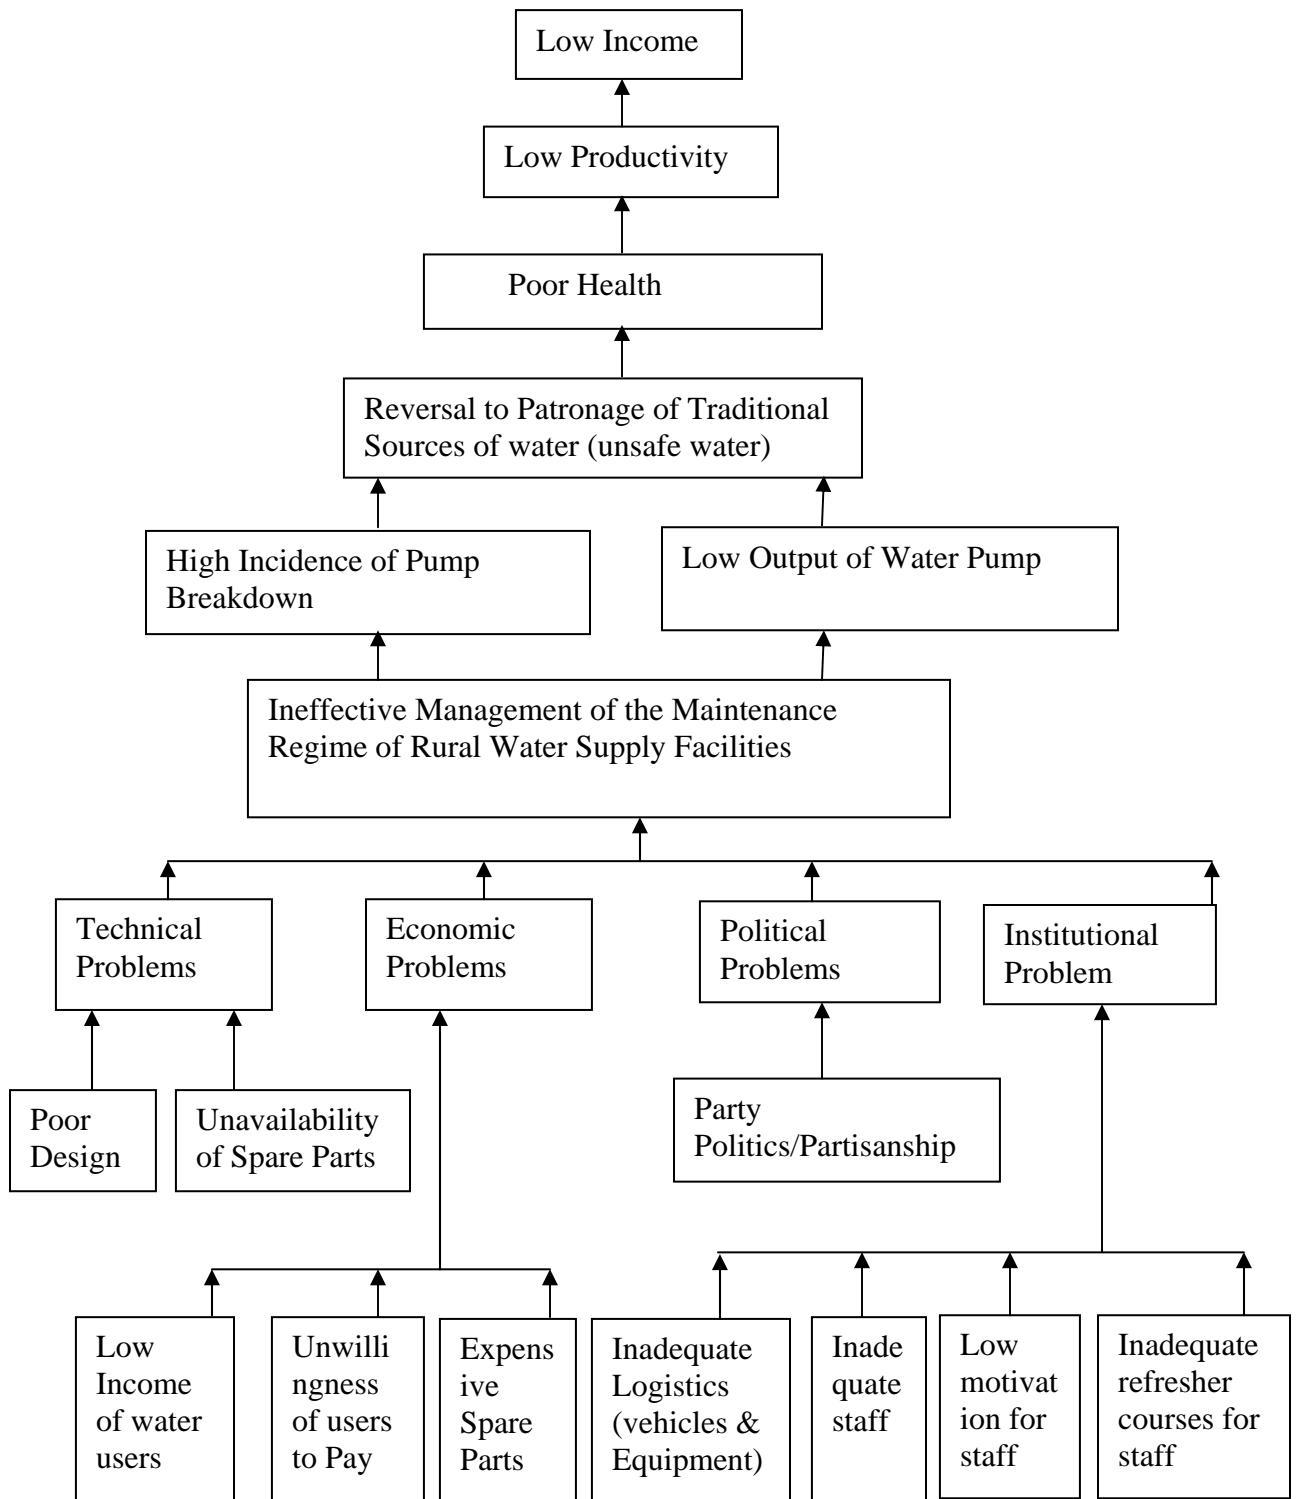 Low Income
Low Productivity
Poor Health
Reversal to Patronage of Traditional
Sources of water (unsafe water)
High Incidence of Pump
Breakdown
Low Output of Water Pump
Ineffective Management of the Maintenance
Regime of Rural Water Supply Facilities
Technical
Problems
Economic
Problems
Political
Problems
Institutional
Problem
Poor
Design
Unavailability
of Spare Parts
Party
Politics/Partisanship
Low
Income
of water
users
Unwilli
ngness
of users
to Pay
Expens
ive
Spare
Parts
Inadequate
Logistics
(vehicles &
Equipment)
Inade
quate
staff
Low
motivat
ion for
staff
Inadequate
refresher
courses for
staff